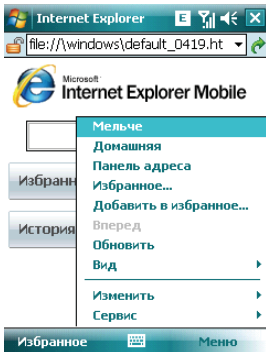 Internet Explorer E
file://\windows\default_0419.ht
Microsoft
Internet Explorer Mobile
Мельче
Домашняя
Панель адреса
Избранное...
Добавить в избранное...
Вперед
Обновить
Вид
Изменить
Сервис
Избранн
История
Избранное Меню